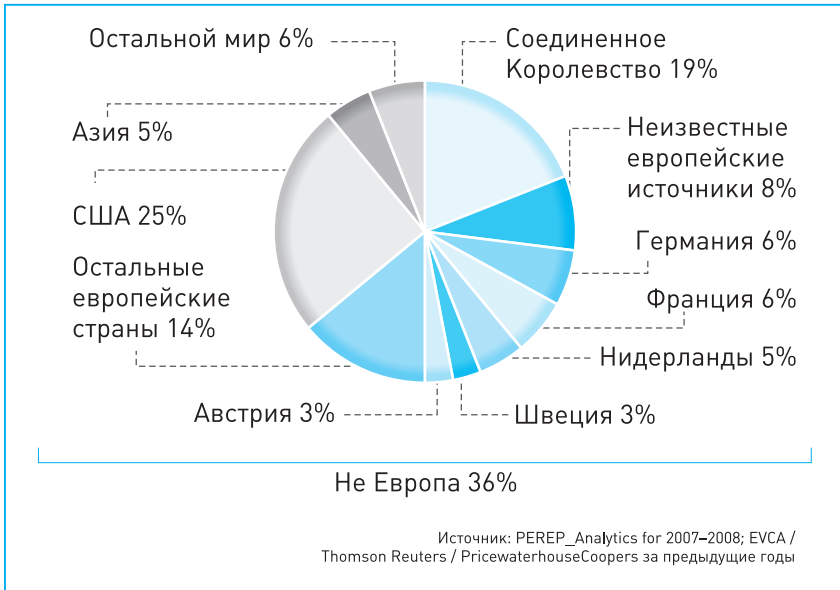 Остальной мир 6%
Соединенное
Королевство 19%
Азия 5%
Неизвестные
европейские
источники 8%
США 25%
Германия 6%
Остальные
европейские
страны 14%
Франция 6%
Нидерланды 5%
Австрия 3%
Швеция 3%
Не Европа 36%
Источник: PEREP_Analytics for 2007–2008; EVCA /
Thomson Reuters / PricewaterhouseCoopers за предыдущие годы